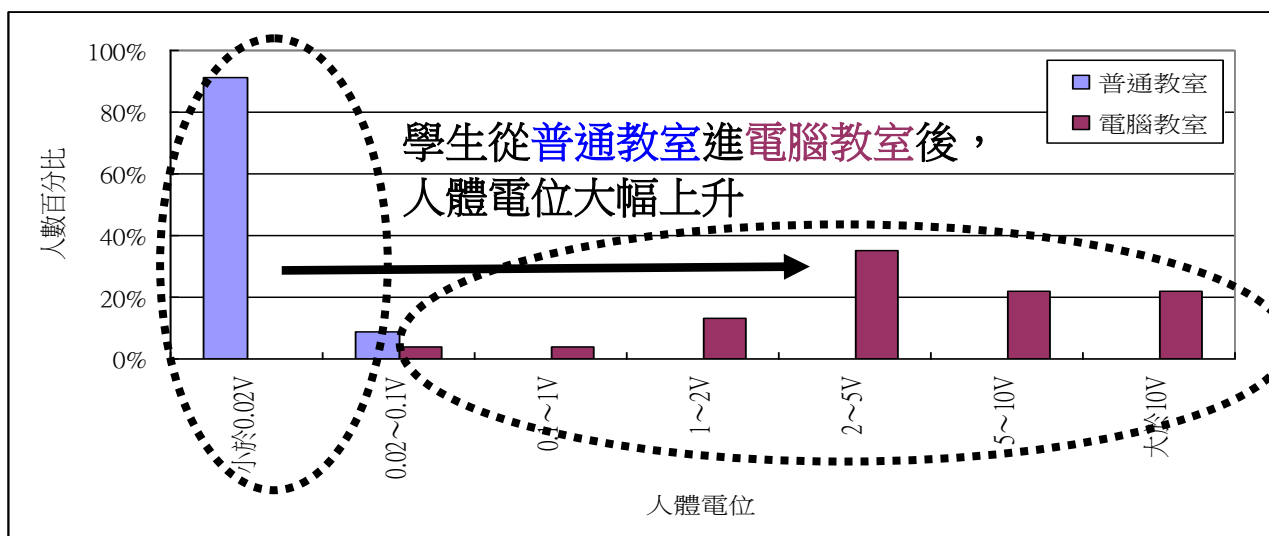 100%
80%
60%
40%
20%
0%
人數百分比
普通教室
電腦教室
學生從普通教室進電腦教室後，
人體電位大幅上升
小於0.02V
0.02～0.1V
0.1～1V
1～2V
2～5V
5～10V
大於10V
人體電位